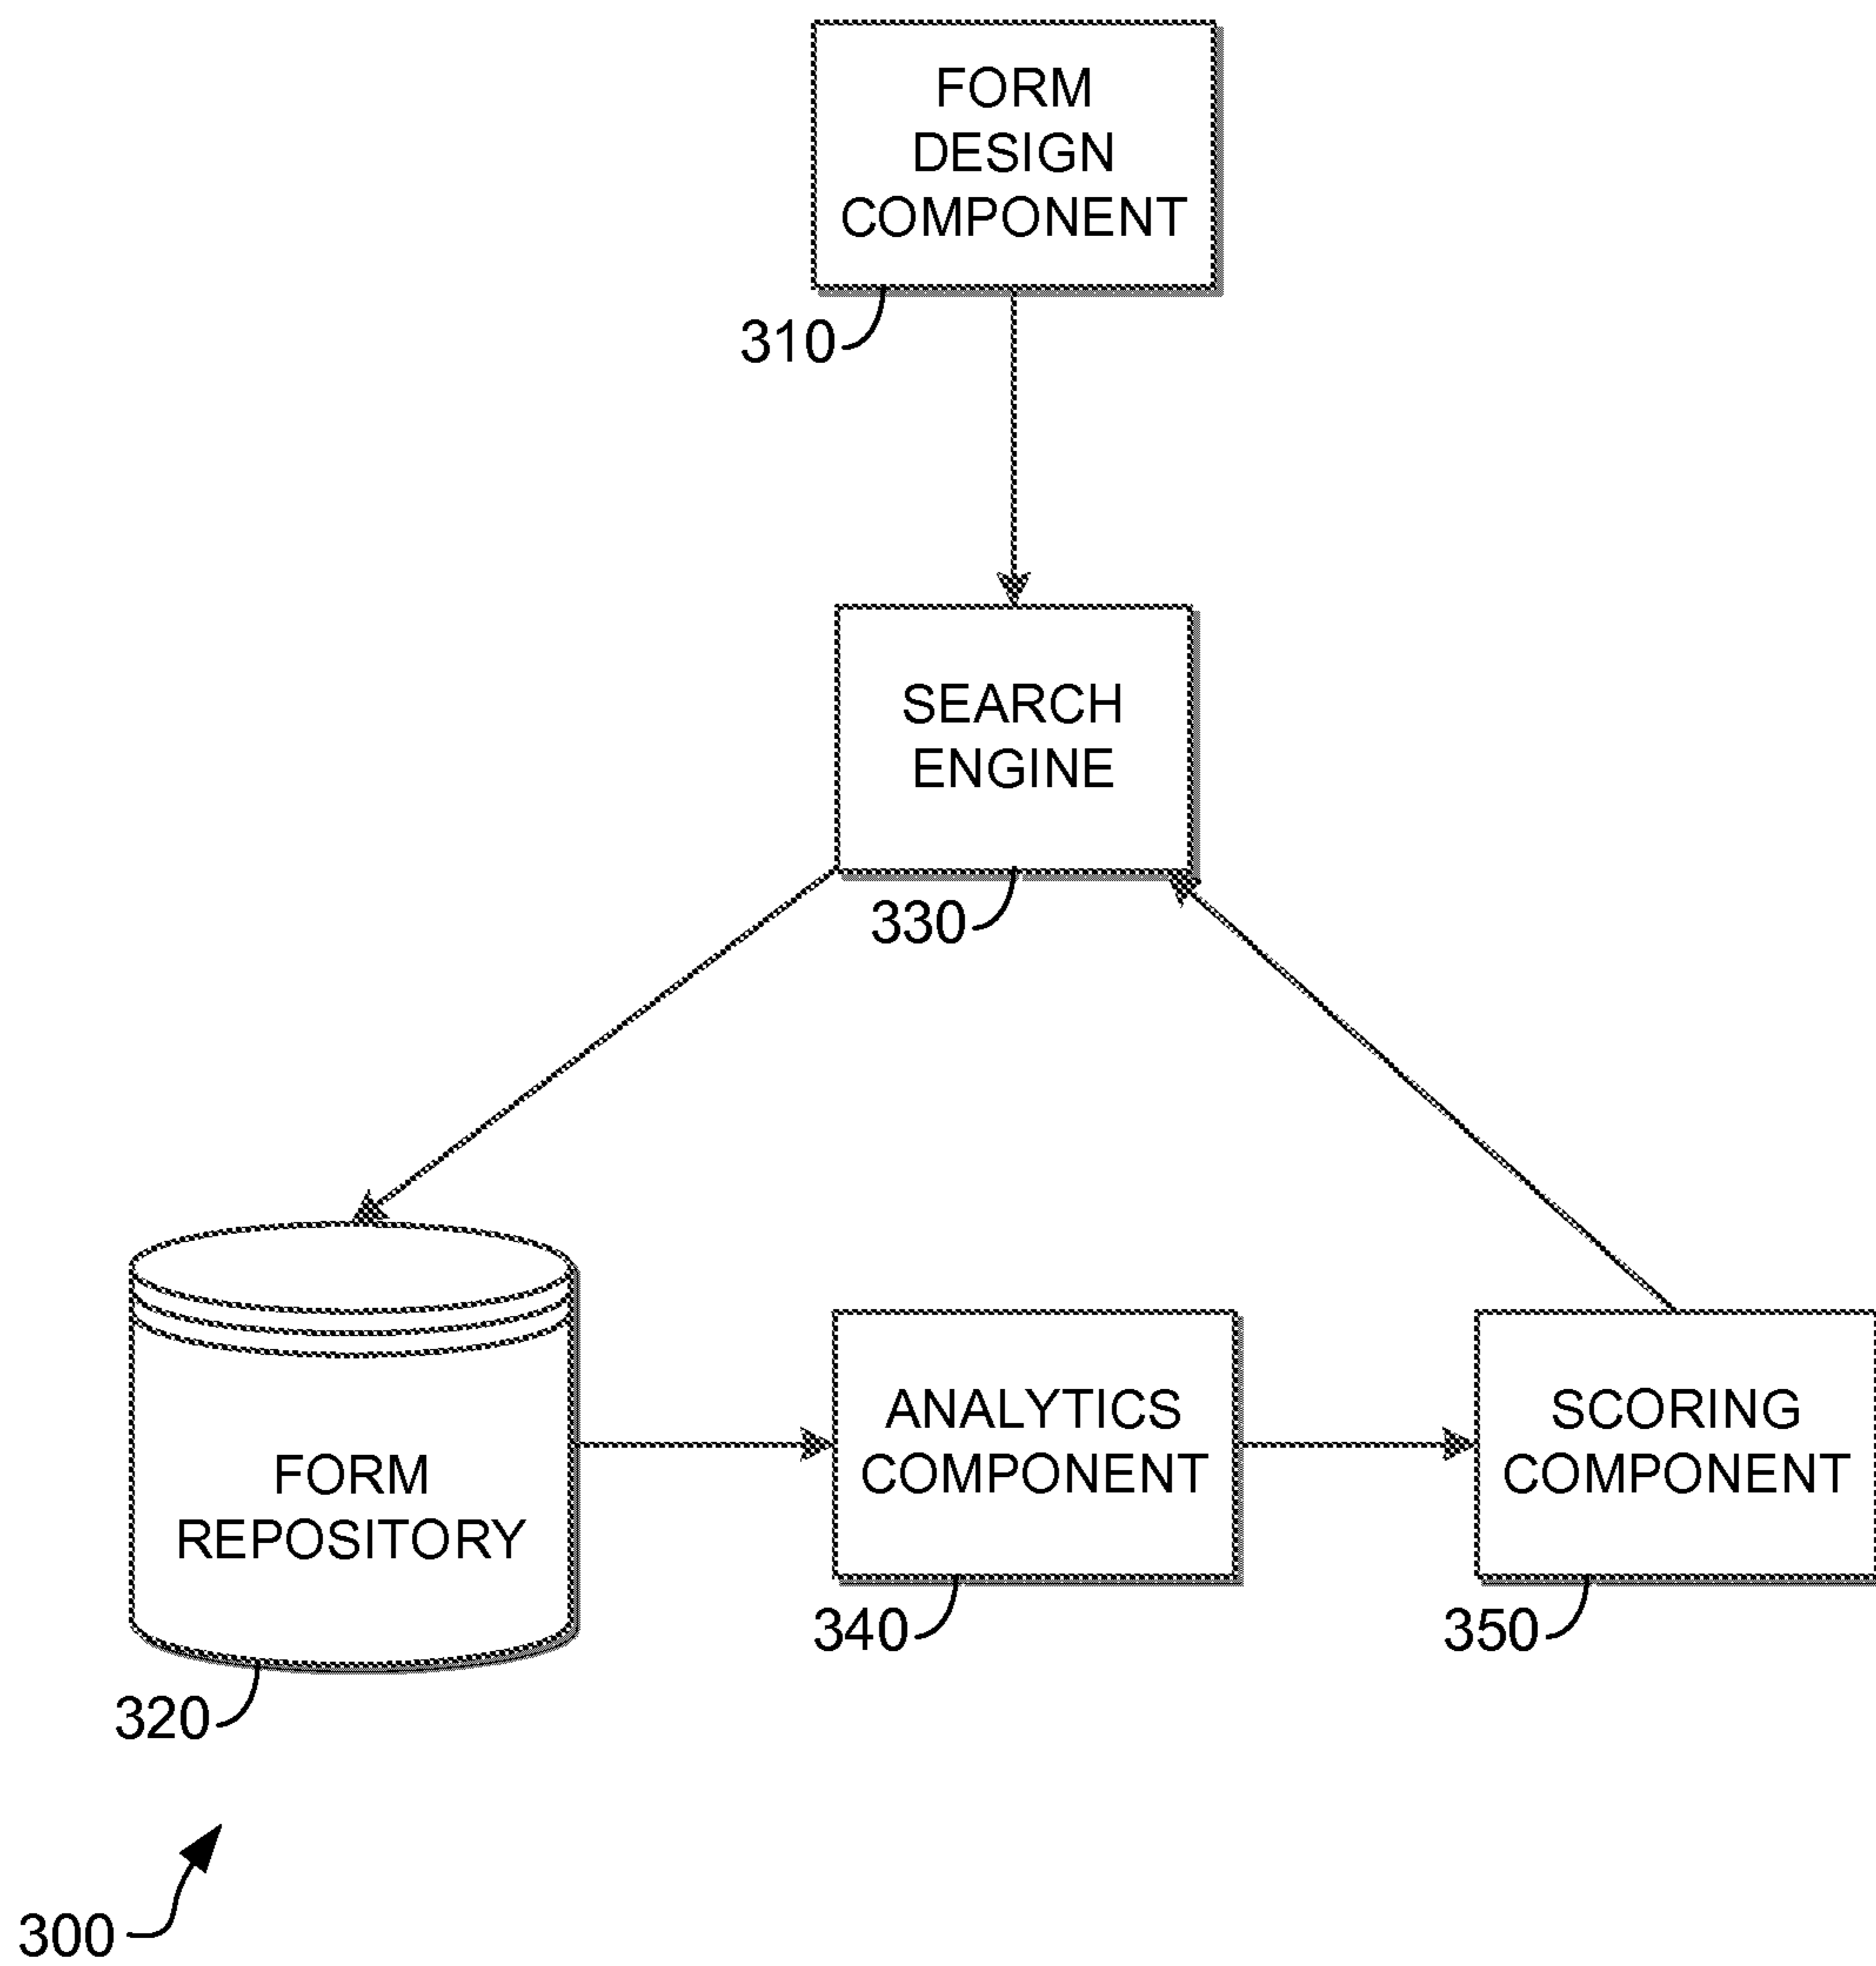 FORM
DESIGN
COMPONENT
310
SEARCH
ENGINE
330
FORM
REPOSITORY
320
ANALYTICS
COMPONENT
340
SCORING
COMPONENT
350
300